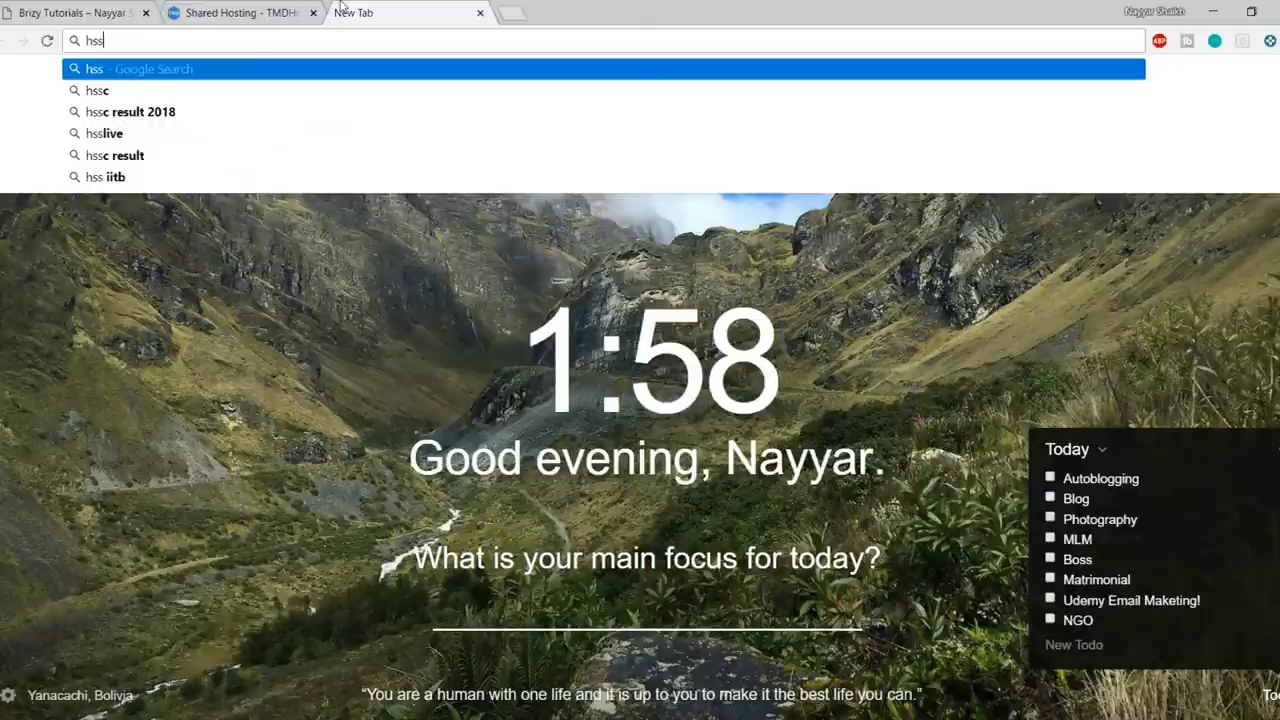 Brizy Tutorials – Nayyar S
Shared Hosting - TMDHo
New Tab
Nayyar Shaikh
hss
ABP
hss - Google Search
hssc
hssc result 2018
hsslive
hssc result
hss iitb
1:58
Good evening, Nayyar.
What is your main focus for today?
Today
Autoblogging
Blog
Photography
MLM
Boss
Matrimonial
Udemy Email Maketing!
NGO
New Todo
Yanacachi, Bolivia
“You are a human with one life and it is up to you to make it the best life you can.”